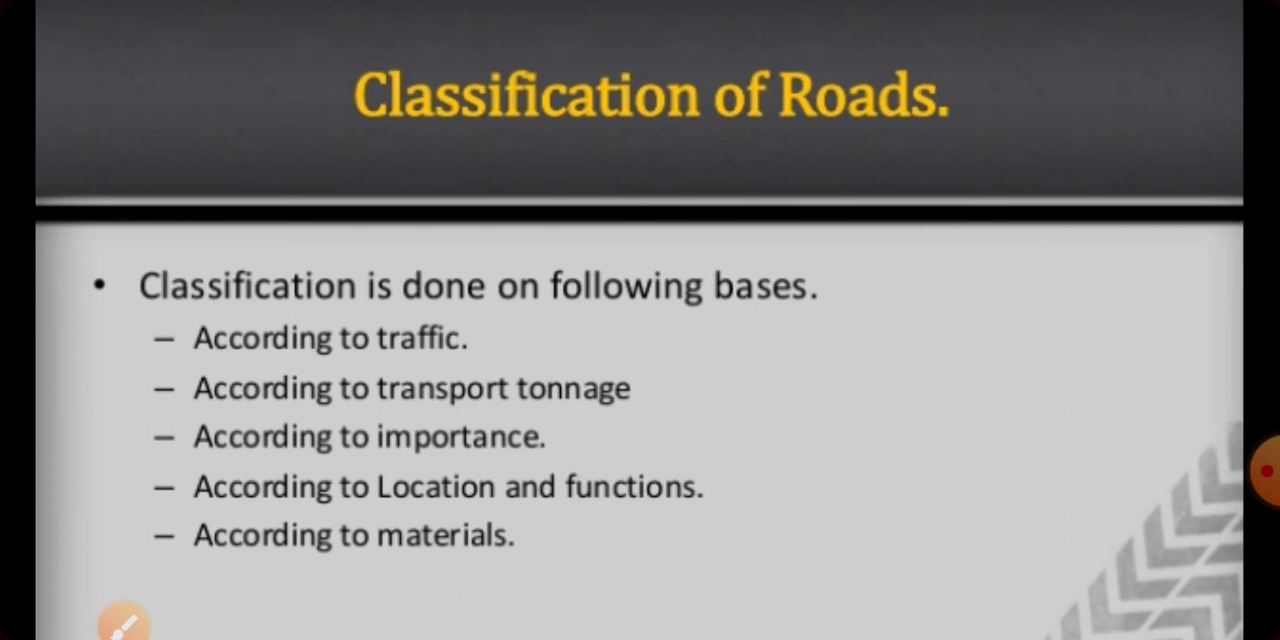 Classification of Roads.
• Classification is done on following bases.
– According to traffic.
– According to transport tonnage
– According to importance.
– According to Location and functions.
– According to materials.